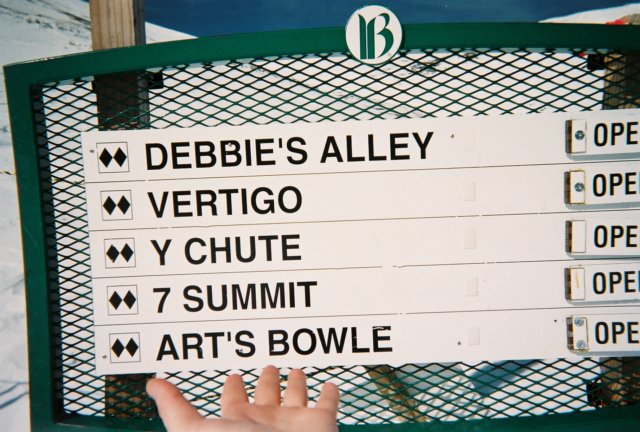 B
DEBBIE'S ALLEY OPE
VERTIGO OPE
Y CHUTE OPE
7 SUMMIT OPE
ART'S BOWLE OPE